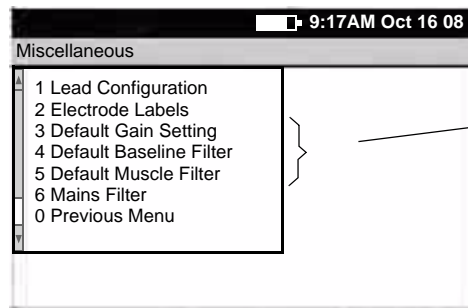 9:17AM Oct 16 08
Miscellaneous
1 Lead Configuration
2 Electrode Labels
3 Default Gain Setting
4 Default Baseline Filter
5 Default Muscle Filter
6 Mains Filter
0 Previous Menu